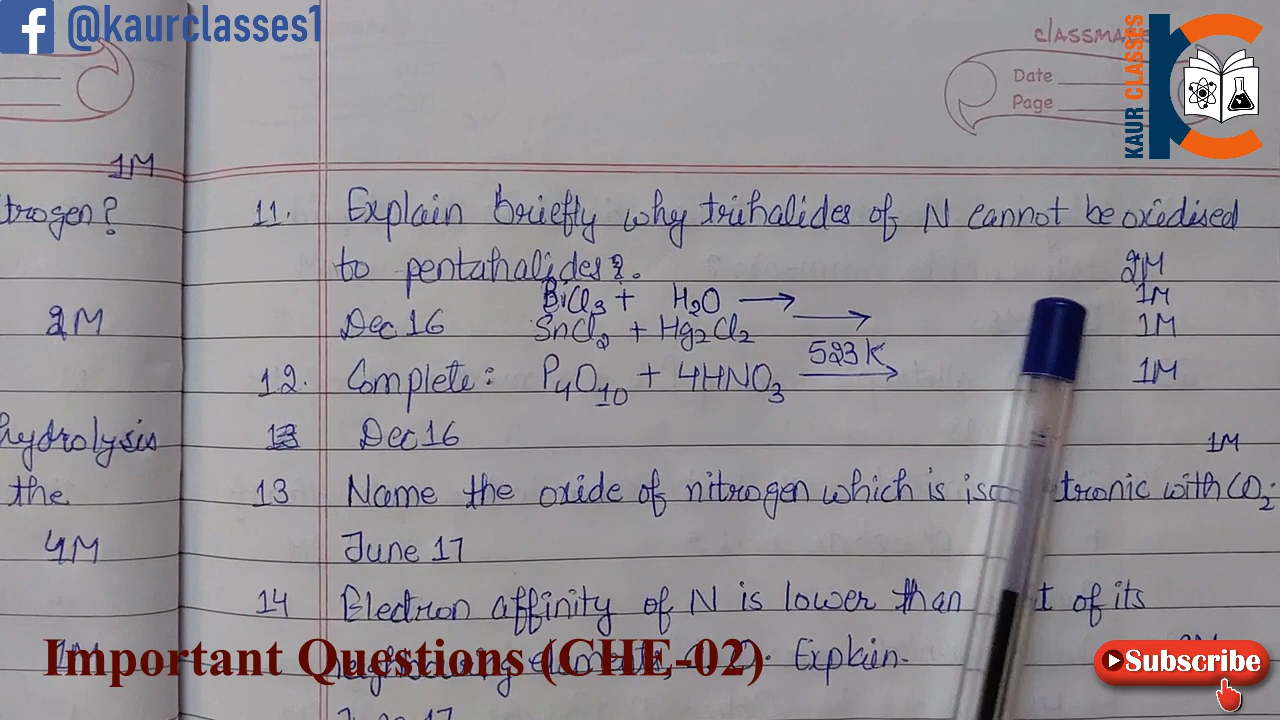 @kaurclasses1
CLASSMA
Date
Page
KAUR CLASSES
1M
trogen?
2M
hydrolysis
the
4M
11. Explain briefly why trihalides of N cannot be oxidised
to pentahalides?. 2M
BiCl3 + H2O ⟶ 1M
Dec 16 SnCl2 + Hg2Cl2 ⟶ 1M
12. Complete: P4O10 + 4HNO3 523 K ⟶ 1M
13 Dec 16
1M
13 Name the oxide of nitrogen which is iso tronic with CO2.
June 17
14 Electron affinity of N is lower than t of its
Explain.
Important Questions (CHE-02)
Subscribe